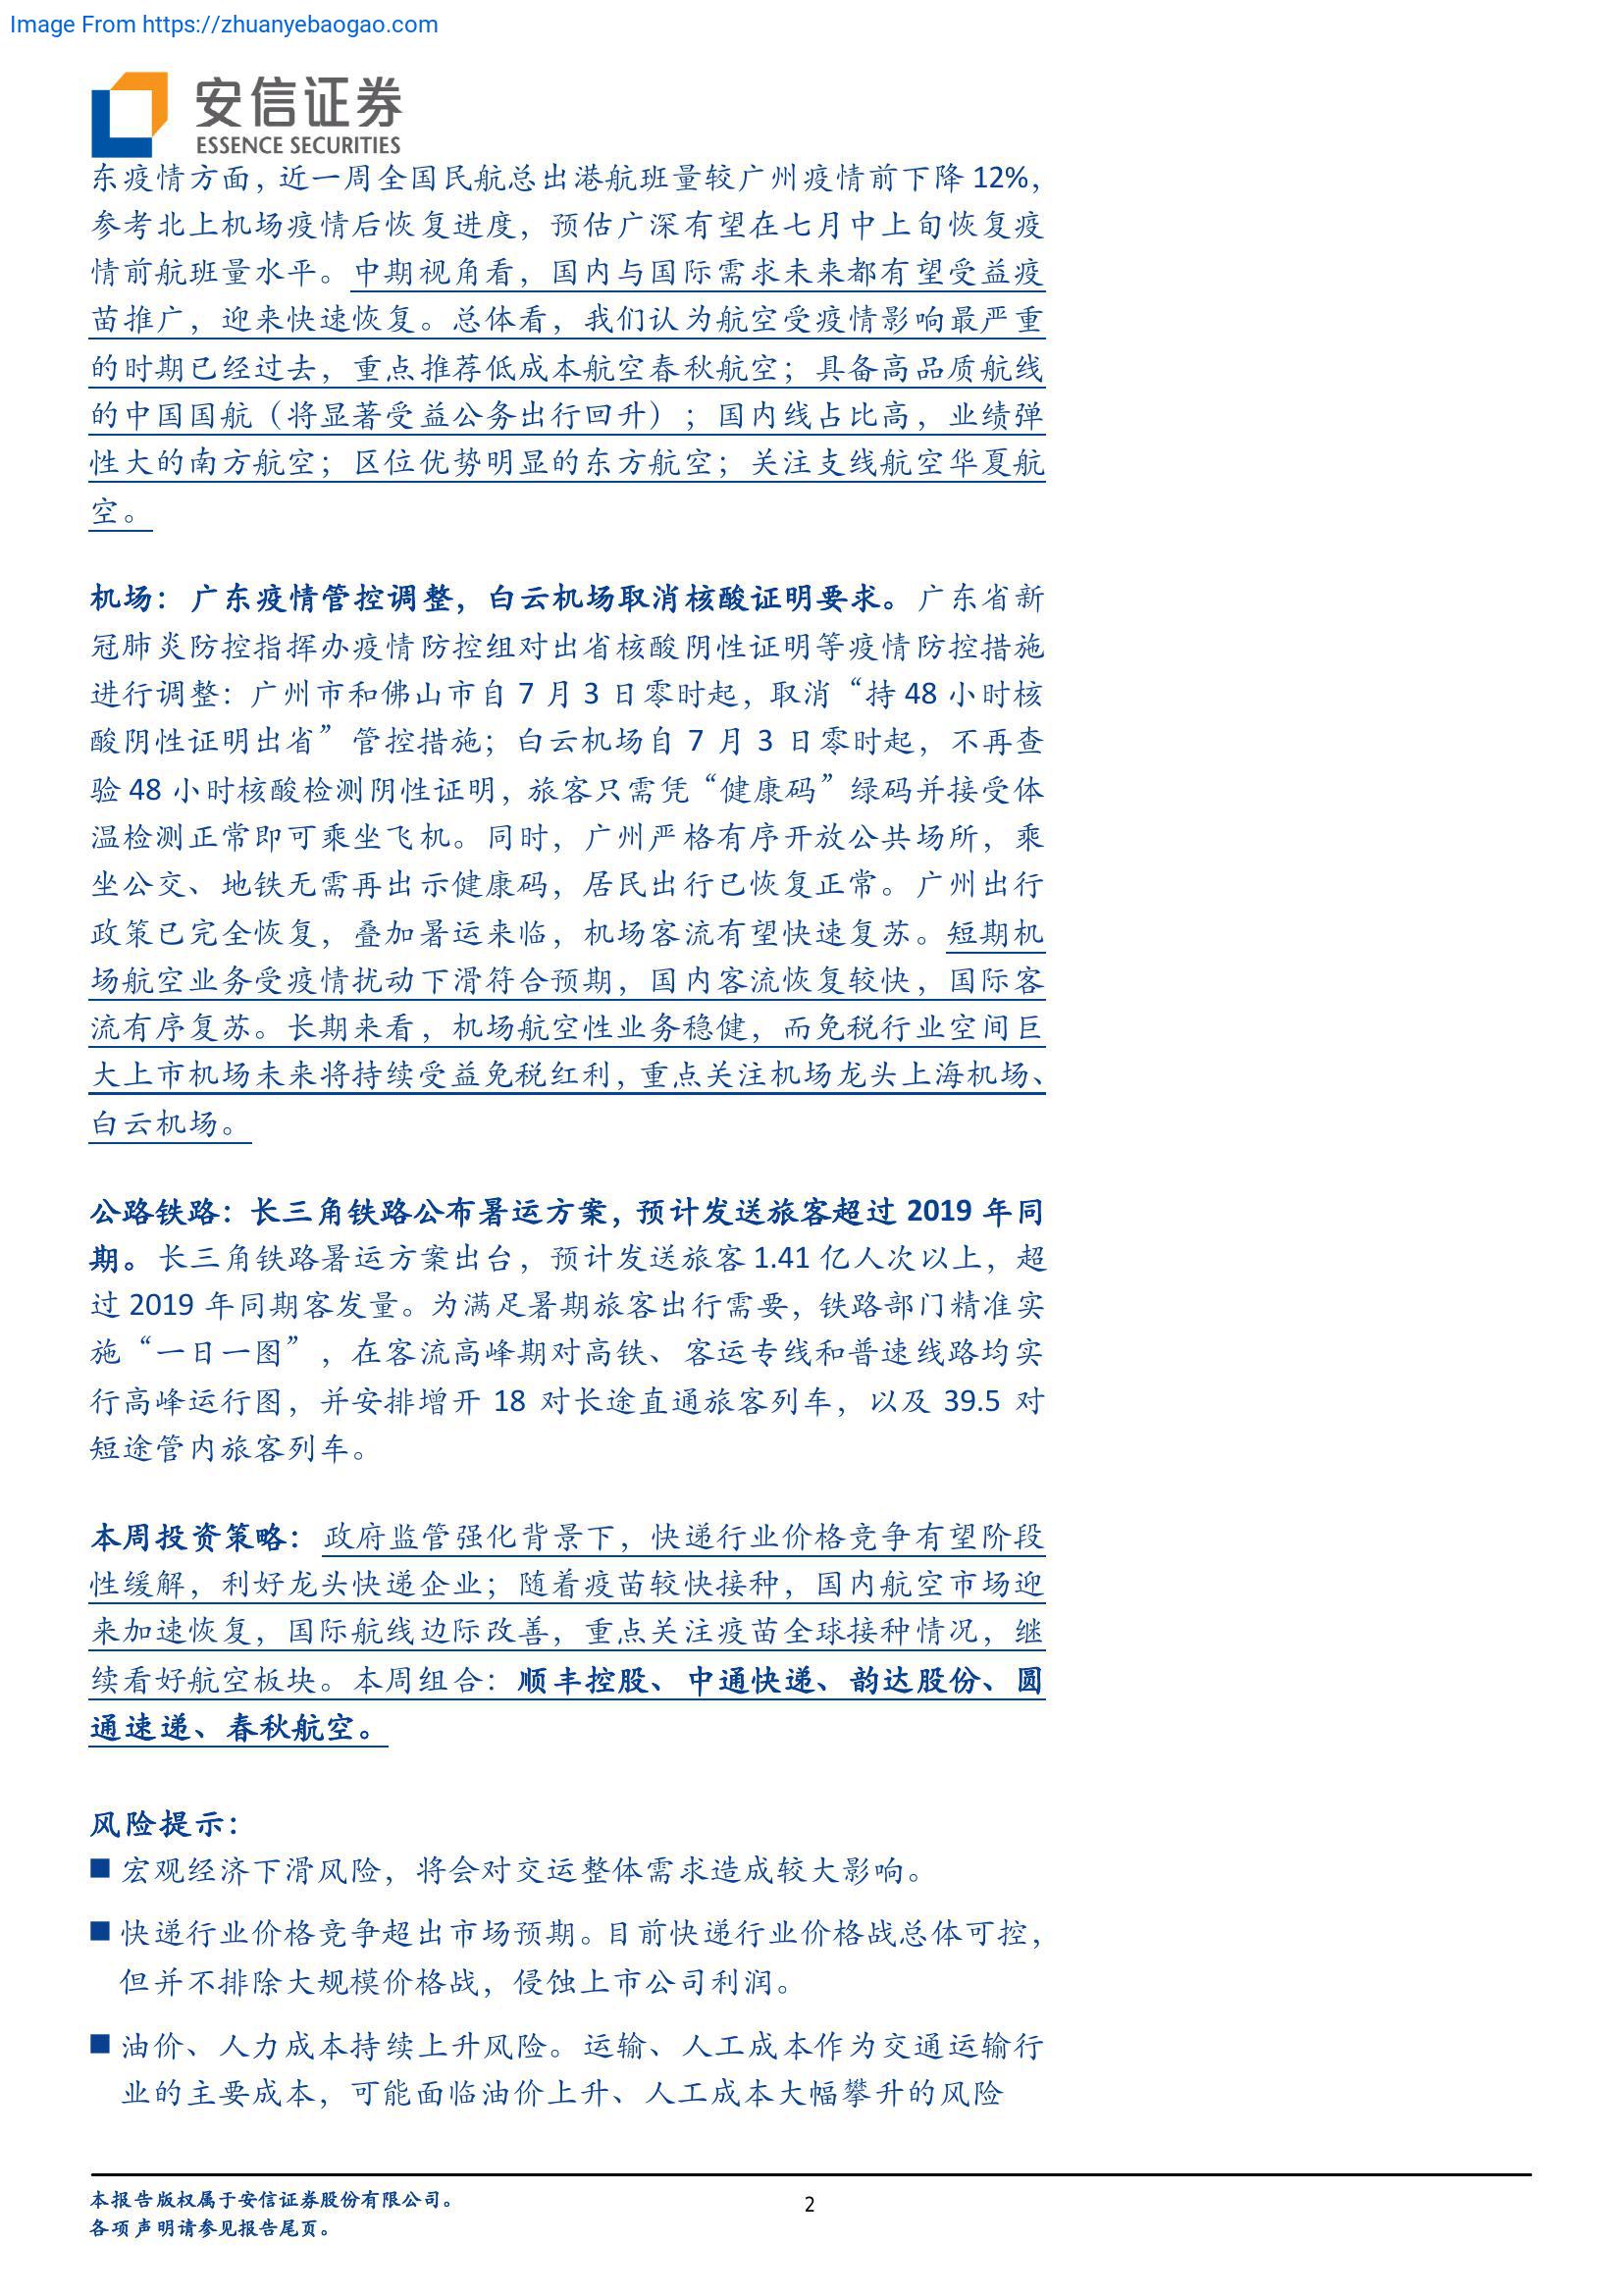 Image From https://zhuanyebaogao.com
安信证券
ESSENCE SECURITIES
东疫情方面，近一周全国民航总出港航班量较广州疫情前下降 12%，
参考北上机场疫情后恢复进度，预估广深有望在七月中上旬恢复疫
情前航班量水平。中期视角看，国内与国际需求未来都有望受益疫
苗推广，迎来快速恢复。总体看，我们认为航空受疫情影响最严重
的时期已经过去，重点推荐低成本航空春秋航空；具备高品质航线
的中国国航（将显著受益公务出行回升）；国内线占比高，业绩弹
性大的南方航空；区位优势明显的东方航空；关注支线航空华夏航
空。
机场：广东疫情管控调整，白云机场取消核酸证明要求。广东省新
冠肺炎防控指挥办疫情防控组对出省核酸阴性证明等疫情防控措施
进行调整：广州市和佛山市自 7 月 3 日零时起，取消“持 48 小时核
酸阴性证明出省”管控措施；白云机场自 7 月 3 日零时起，不再查
验 48 小时核酸检测阴性证明，旅客只需凭“健康码”绿码并接受体
温检测正常即可乘坐飞机。同时，广州严格有序开放公共场所，乘
坐公交、地铁无需再出示健康码，居民出行已恢复正常。广州出行
政策已完全恢复，叠加暑运来临，机场客流有望快速复苏。短期机
场航空业务受疫情扰动下滑符合预期，国内客流恢复较快，国际客
流有序复苏。长期来看，机场航空性业务稳健，而免税行业空间巨
大上市机场未来将持续受益免税红利，重点关注机场龙头上海机场、
白云机场。
公路铁路：长三角铁路公布暑运方案，预计发送旅客超过 2019 年同
期。长三角铁路暑运方案出台，预计发送旅客 1.41 亿人次以上，超
过 2019 年同期客发量。为满足暑期旅客出行需要，铁路部门精准实
施“一日一图”，在客流高峰期对高铁、客运专线和普速线路均实
行高峰运行图，并安排增开 18 对长途直通旅客列车，以及 39.5 对
短途管内旅客列车。
本周投资策略：政府监管强化背景下，快递行业价格竞争有望阶段
性缓解，利好龙头快递企业；随着疫苗较快接种，国内航空市场迎
来加速恢复，国际航线边际改善，重点关注疫苗全球接种情况，继
续看好航空板块。本周组合：顺丰控股、中通快递、韵达股份、圆
通速递、春秋航空。
风险提示：
■ 宏观经济下滑风险，将会对交运整体需求造成较大影响。
■ 快递行业价格竞争超出市场预期。目前快递行业价格战总体可控，
但并不排除大规模价格战，侵蚀上市公司利润。
■ 油价、人力成本持续上升风险。运输、人工成本作为交通运输行
业的主要成本，可能面临油价上升、人工成本大幅攀升的风险
本报告版权属于安信证券股份有限公司。
2
各项声明请参见报告尾页。